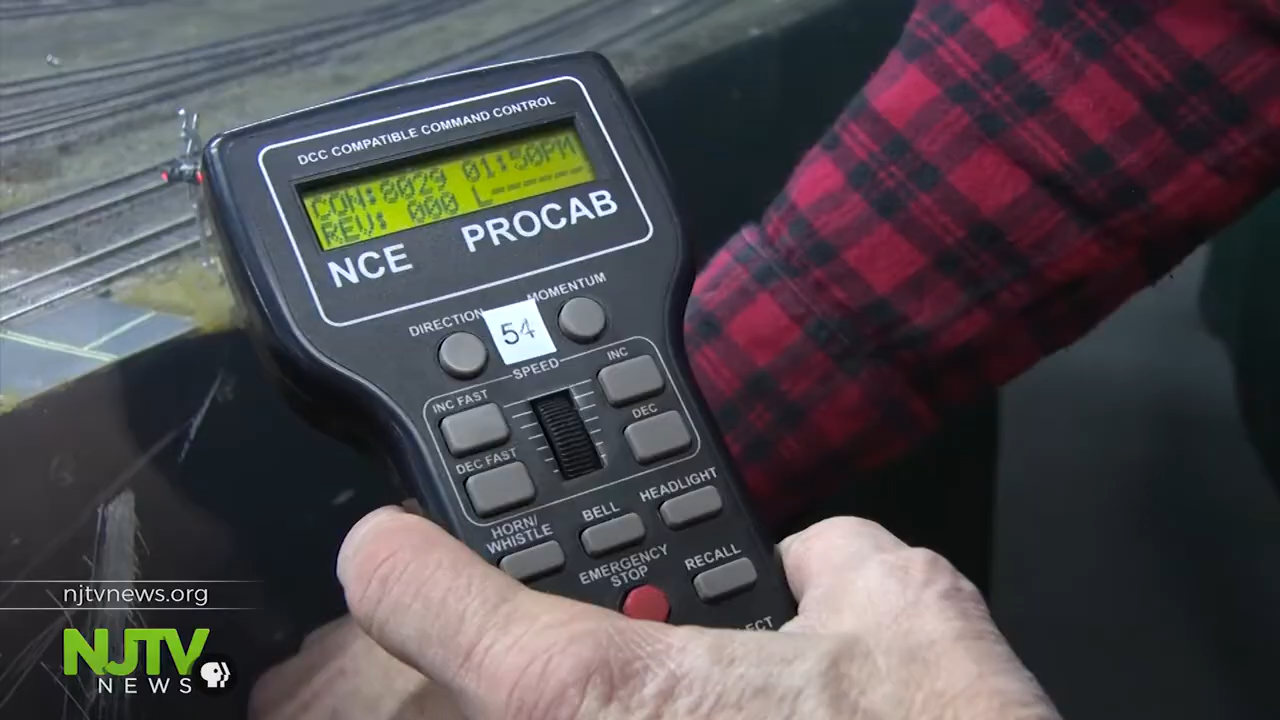 DCC COMPATIBLE COMMAND CONTROL
CON:8029 01:50PM
REV: 000 L------
NCE PROCAB
DIRECTION
MOMENTUM
54
SPEED
INC FAST
INC
DEC FAST
DEC
HORN/
WHISTLE
BELL
HEADLIGHT
EMERGENCY
STOP
RECALL
njtvnews.org
NJTV
NEWS